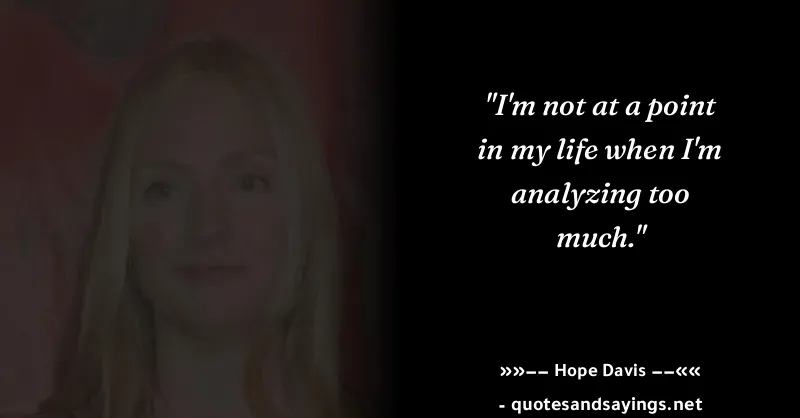 "I'm not at a point
in my life when I'm
analyzing too
much."
»»–– Hope Davis ––««
- quotesandsayings.net